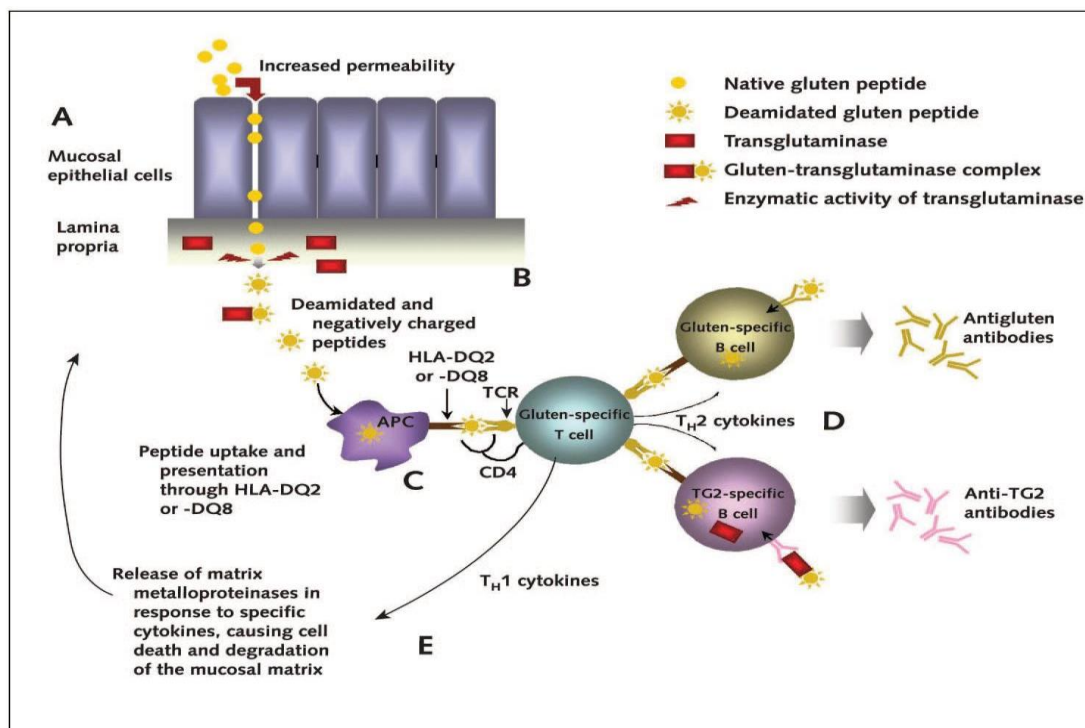 Increased permeability
Native gluten peptide
Deamidated gluten peptide
Transglutaminase
Gluten-transglutaminase complex
Enzymatic activity of transglutaminase
A
Mucosal
epithelial cells
Lamina
propria
B
Deamidated and
negatively charged
peptides
HLA-DQ2
or -DQ8
TCR
APC
Gluten-specific
T cell
CD4
C
Peptide uptake and
presentation
through HLA-DQ2
or -DQ8
Gluten-specific
B cell
Antigluten
antibodies
TH2 cytokines
D
TG2-specific
B cell
Anti-TG2
antibodies
TH1 cytokines
Release of matrix
metalloproteinases in
response to specific
cytokines, causing cell
death and degradation
of the mucosal matrix
E